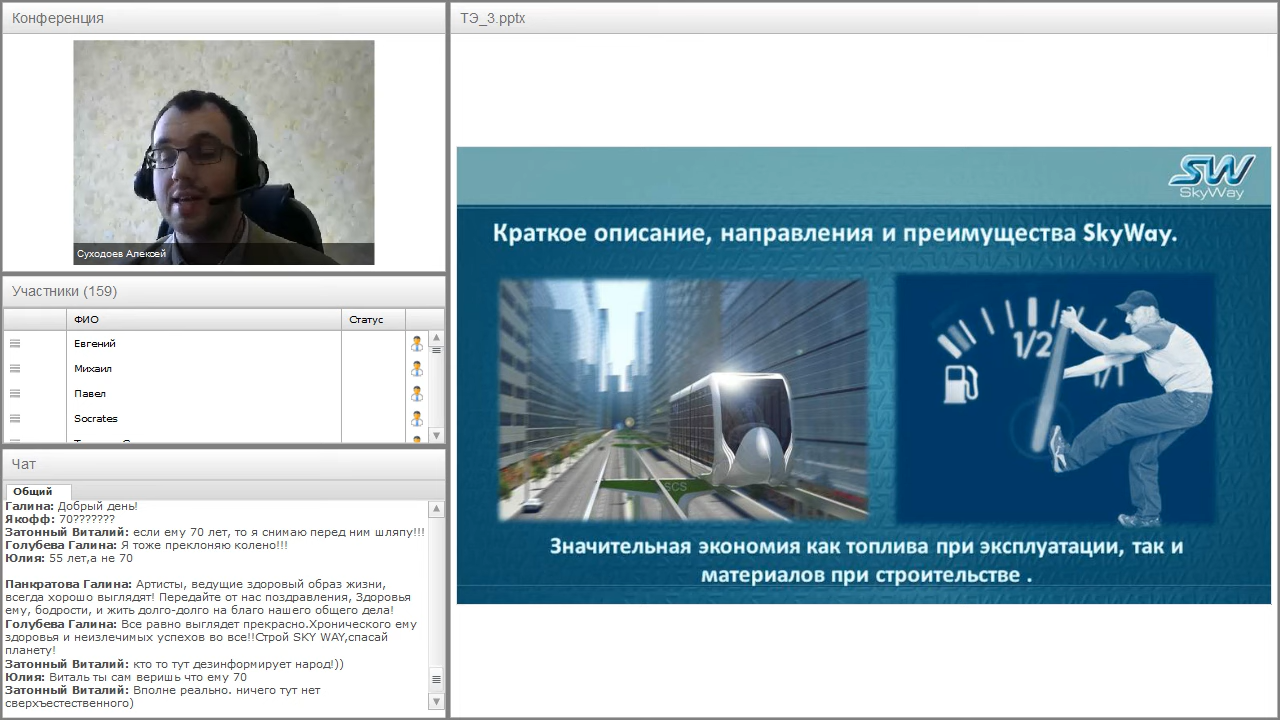 Конференция
Суходоев Алексей
Участники (159)
ФИО
Статус
Евгений
Михаил
Павел
Socrates
Чат
Общий
Галина: Добрый день!
Якофф: 70???????
Затонный Виталий: если ему 70 лет, то я снимаю перед ним шляпу!!!
Голубева Галина: Я тоже преклоняю колено!!!
Юлия: 55 лет,а не 70
Панкратова Галина: Артисты, ведущие здоровый образ жизни,
всегда хорошо выглядят! Передайте от нас поздравления, Здоровья
ему, бодрости, и жить долго-долго на благо нашего общего дела!
Голубева Галина: Все равно выглядет прекрасно.Хронического ему
здоровья и неизлечимых успехов во все!!Строй SKY WAY,спасай
планету!
Затонный Виталий: кто то тут дезинформирует народ!))
Юлия: Виталь ты сам веришь что ему 70
Затонный Виталий: Вполне реально. ничего тут нет
сверхъестественного)
ТЭ_3.pptx
SW
SkyWay
Краткое описание, направления и преимущества SkyWay.
SCS
1/2
1/1
Значительная экономия как топлива при эксплуатации, так и
материалов при строительстве .